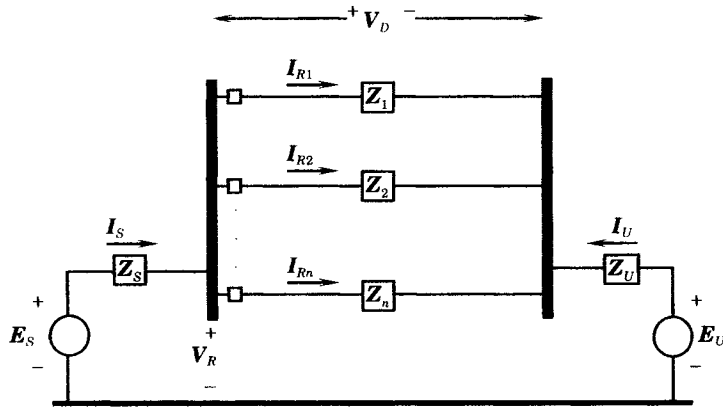 + V_D −
I_R1
Z_1
I_R2
Z_2
I_S
I_U
Z_S
I_Rn
Z_n
Z_U
+
+
+
E_S
V_R
E_U
−
−
−